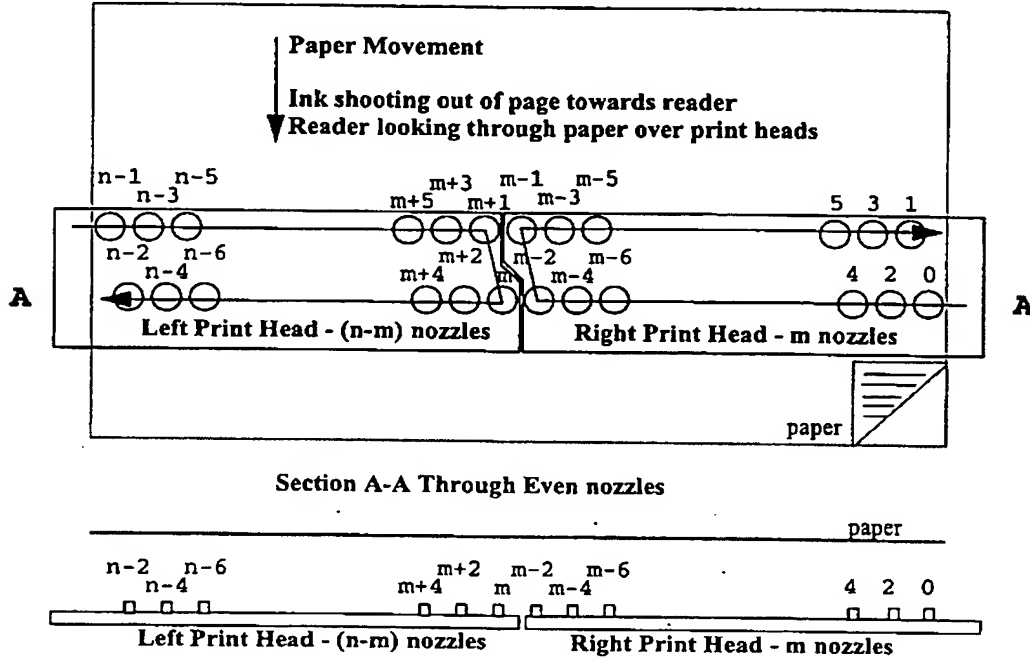 Paper Movement
Ink shooting out of page towards reader
Reader looking through paper over print heads
n-1 n-5 m+3 m-1 m-5
n-3 m+5 m+1 m-3 5 3 1
n-2 n-6 m+2 m-2 m-6
n-4 m+4 m m-4 4 2 0
A A
Left Print Head - (n-m) nozzles Right Print Head - m nozzles
paper
Section A-A Through Even nozzles
paper
n-2 n-6 m+2 m-2 m-6
n-4 m+4 m m-4 4 2 0
Left Print Head - (n-m) nozzles Right Print Head - m nozzles